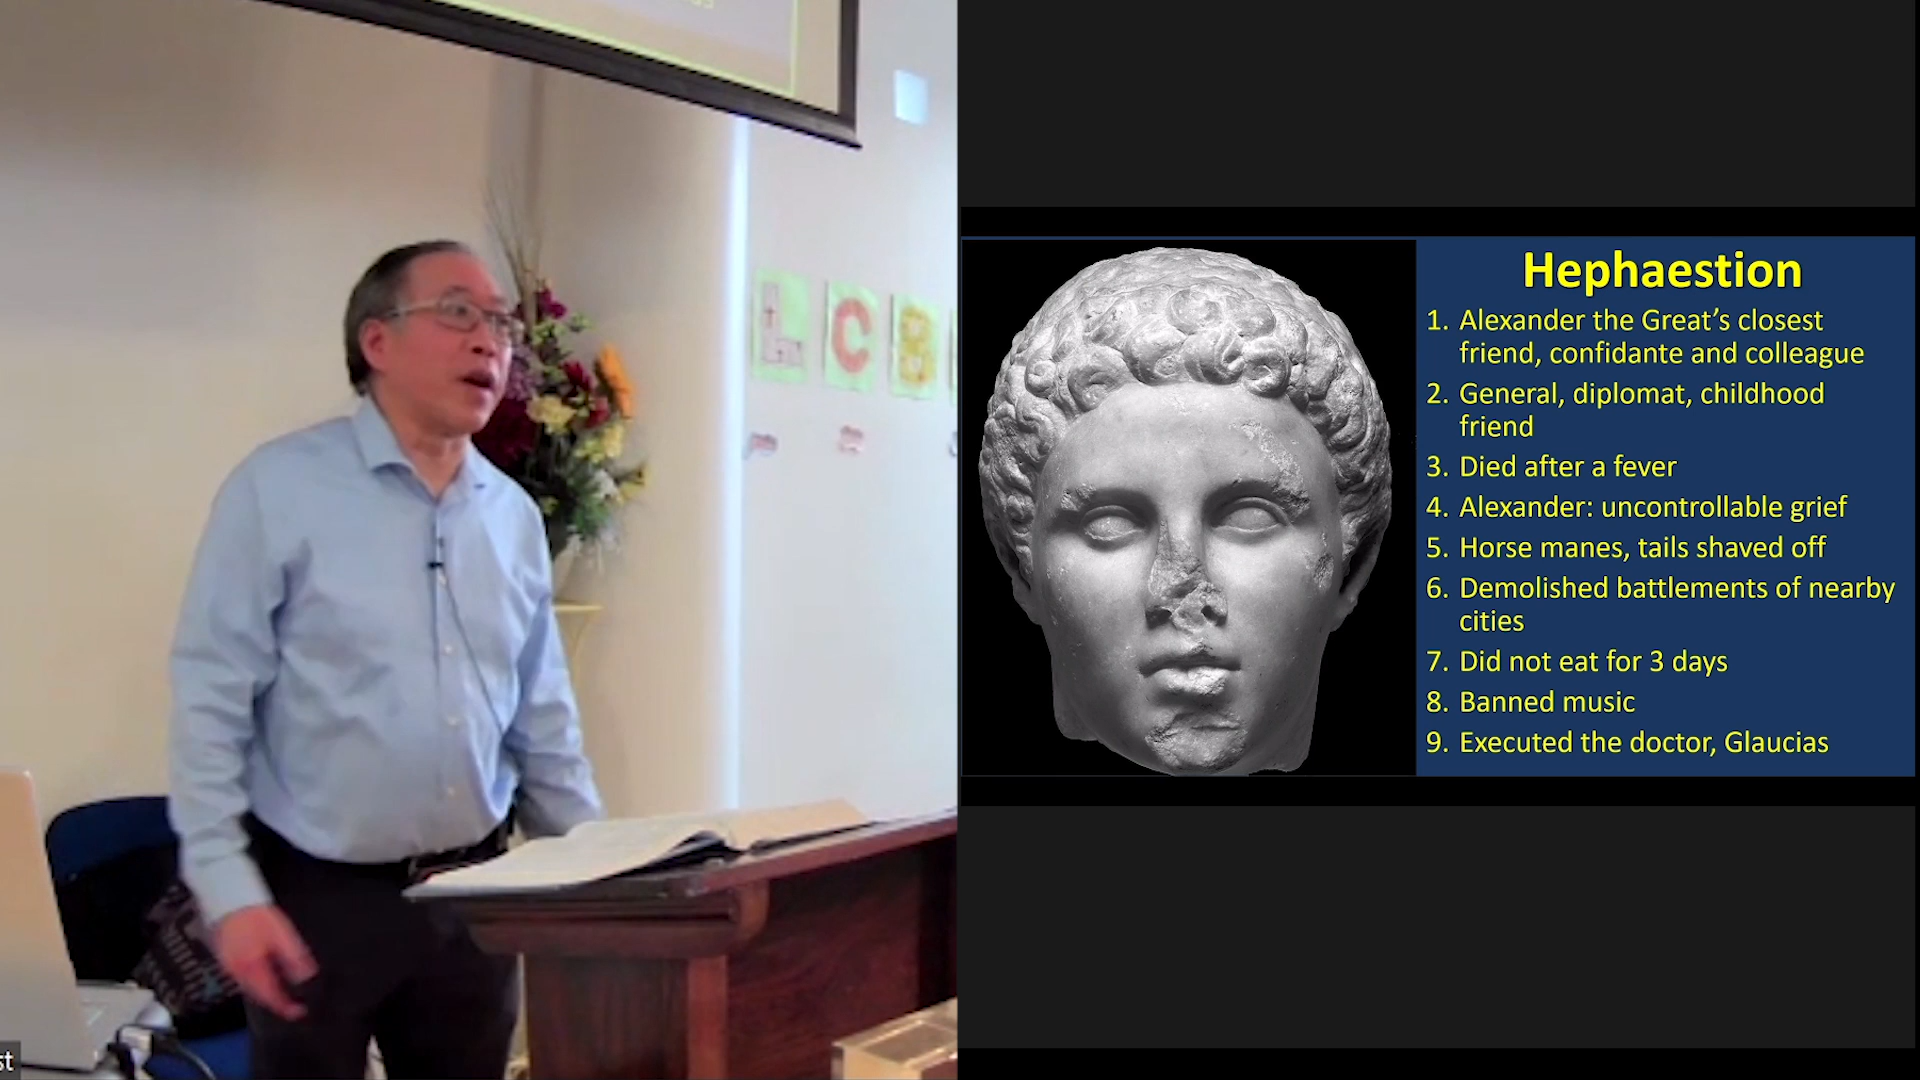 Hephaestion
1. Alexander the Great’s closest
friend, confidante and colleague
2. General, diplomat, childhood
friend
3. Died after a fever
4. Alexander: uncontrollable grief
5. Horse manes, tails shaved off
6. Demolished battlements of nearby
cities
7. Did not eat for 3 days
8. Banned music
9. Executed the doctor, Glaucias
L C B
st